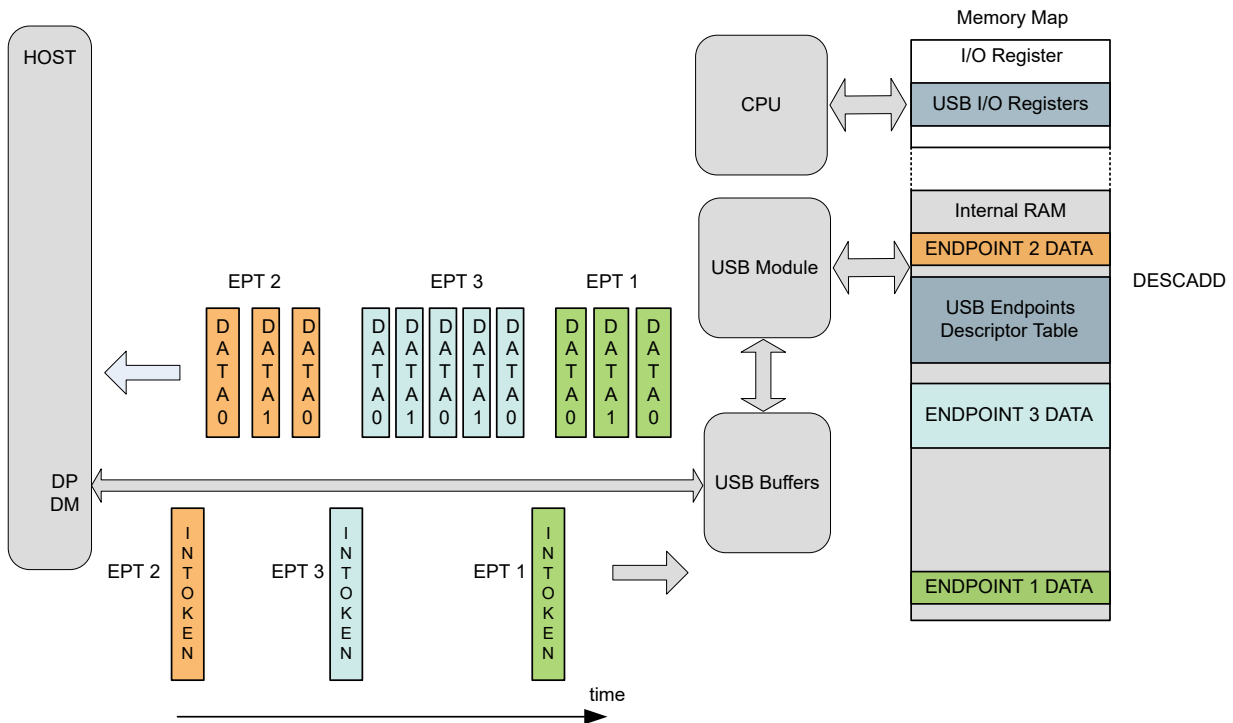 Memory Map
HOST
I/O Register
CPU
USB I/O Registers
Internal RAM
ENDPOINT 2 DATA
USB Module
DESCADD
EPT 2
EPT 3
EPT 1
USB Endpoints
Descriptor Table
DATA0
DATA1
DATA0
DATA0
DATA1
DATA0
DATA1
DATA0
DATA0
DATA1
DATA0
ENDPOINT 3 DATA
DP
DM
USB Buffers
EPT 2
INTOKEN
EPT 3
INTOKEN
EPT 1
INTOKEN
ENDPOINT 1 DATA
time